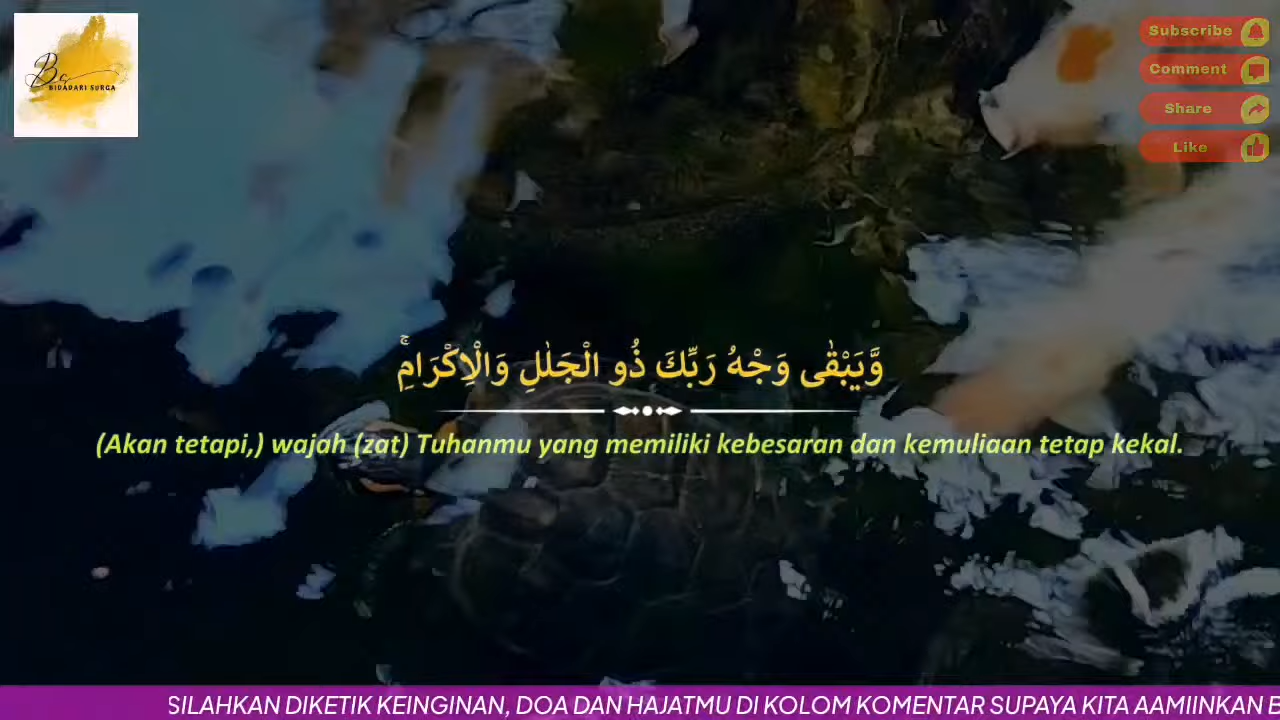 Bs
BIDADARI SURGA
Subscribe
Comment
Share
Like
وَّيَبْقٰى وَجْهُ رَبِّكَ ذُو الْجَلٰلِ وَالْاِكْرَامِۚ
(Akan tetapi,) wajah (zat) Tuhanmu yang memiliki kebesaran dan kemuliaan tetap kekal.
SILAHKAN DIKETIK KEINGINAN, DOA DAN HAJATMU DI KOLOM KOMENTAR SUPAYA KITA AAMIINKAN B